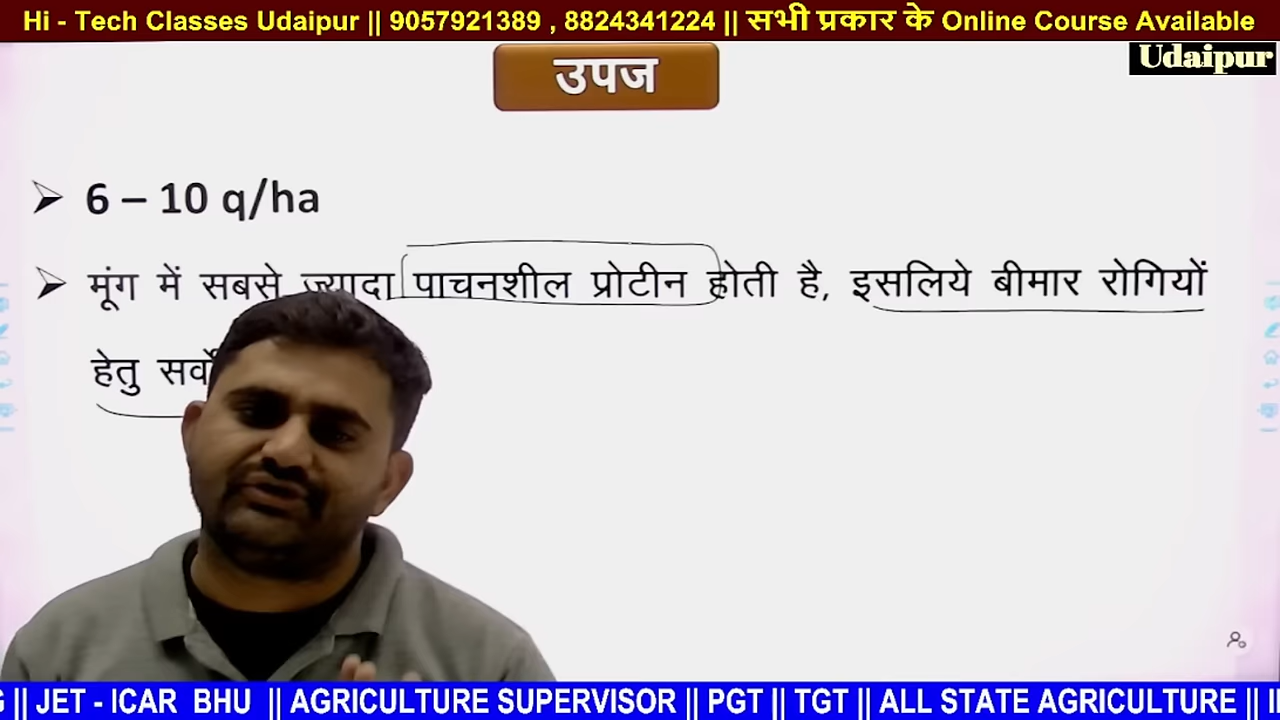 Hi - Tech Classes Udaipur || 9057921389 , 8824341224 || सभी प्रकार के Online Course Available
Udaipur
उपज
6 – 10 q/ha
मूंग में सबसे ज्यादा पाचनशील प्रोटीन होती है, इसलिये बीमार रोगियों
हेतु
|| JET - ICAR BHU || AGRICULTURE SUPERVISOR || PGT || TGT || ALL STATE AGRICULTURE ||